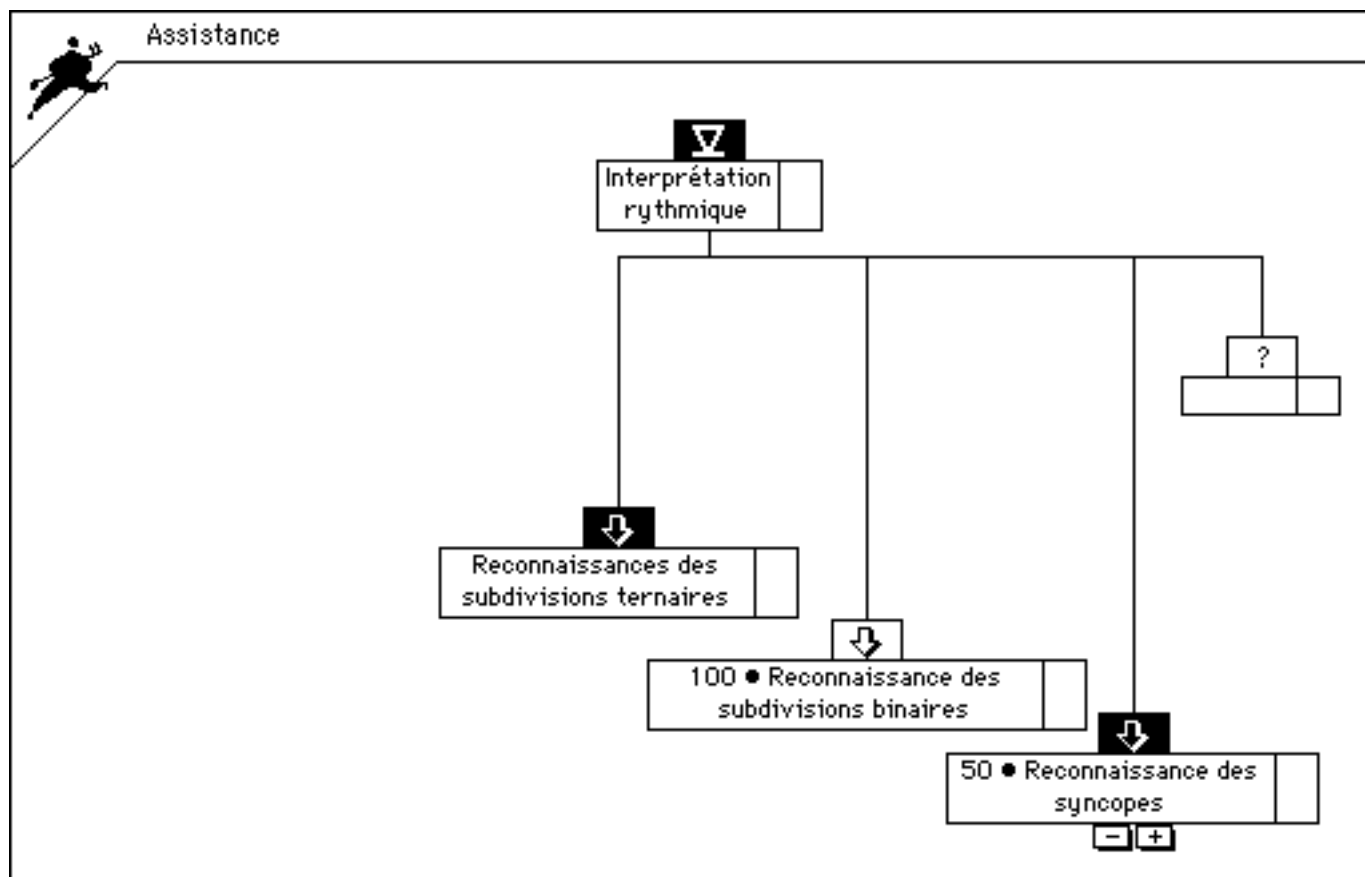 Assistance
Interprétation
rythmique
?
Reconnaissances des
subdivisions ternaires
100 ● Reconnaissance des
subdivisions binaires
50 ● Reconnaissance des
syncopes
− +